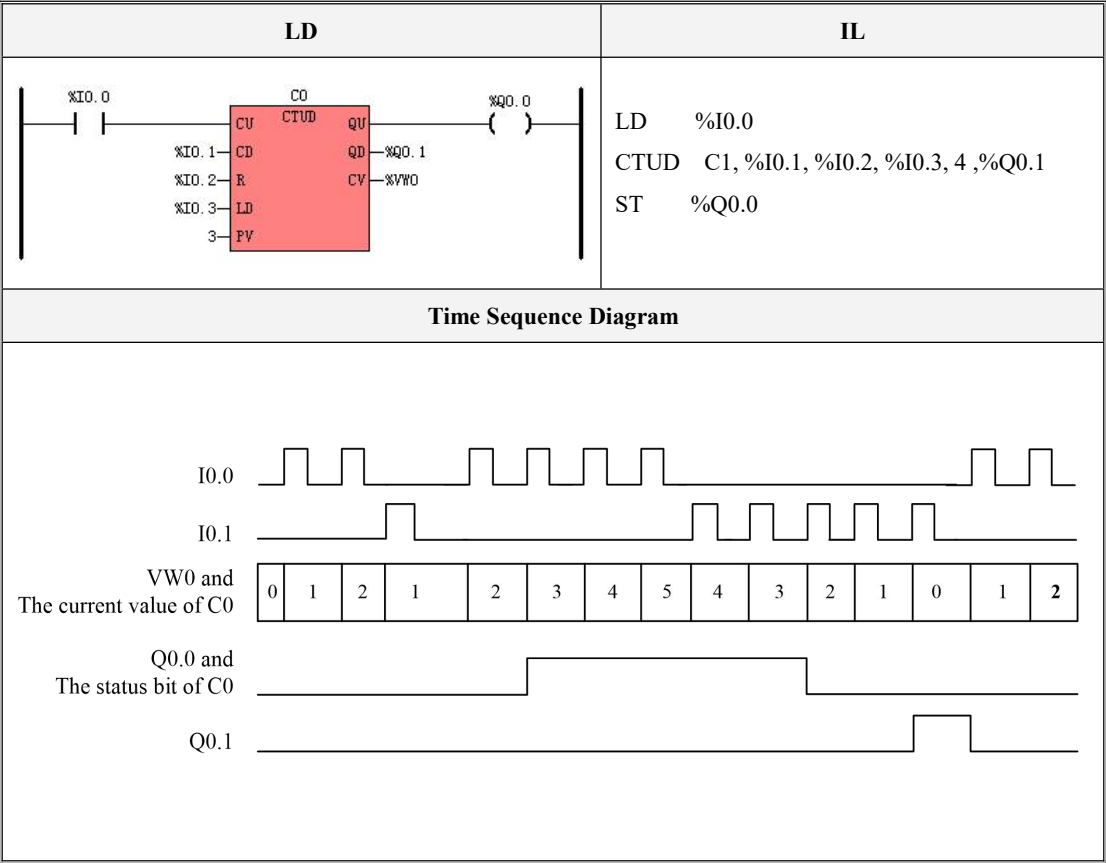 LD
IL
%I0.0
C0
CTUD
%Q0.0
CU
QU
%I0.1
CD
QD
%Q0.1
%I0.2
R
CV
%VW0
%I0.3
LD
3
PV
LD %I0.0
CTUD C1, %I0.1, %I0.2, %I0.3, 4 ,%Q0.1
ST %Q0.0
Time Sequence Diagram
I0.0
I0.1
VW0 and
The current value of C0
0 1 2 1 2 3 4 5 4 3 2 1 0 1 2
Q0.0 and
The status bit of C0
Q0.1